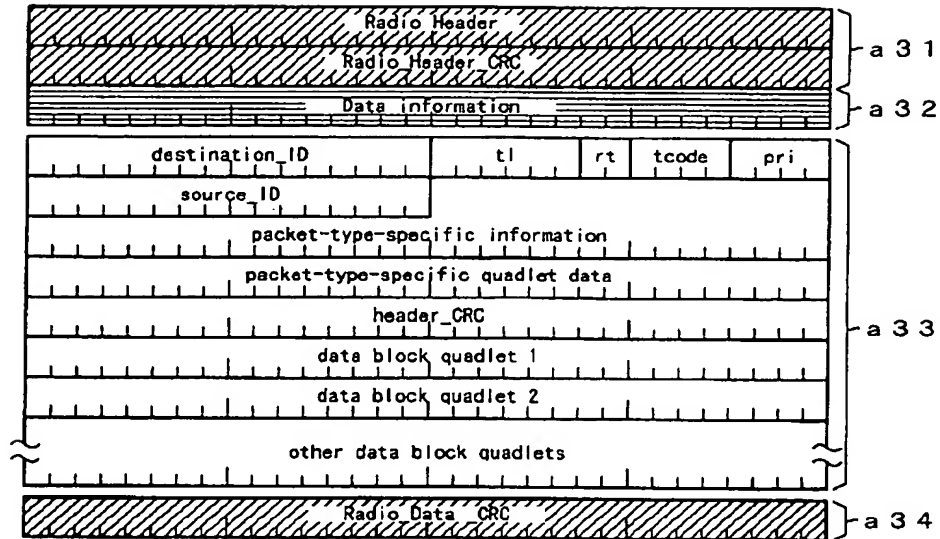 Radio Header
Radio_Header_CRC
a 3 1
Data information
a 3 2
destination_ID tl rt tcode pri
source_ID
packet-type-specific information
packet-type-specific quadlet data
header_CRC
a 3 3
data block quadlet 1
data block quadlet 2
other data block quadlets
Radio_Data_CRC
a 3 4